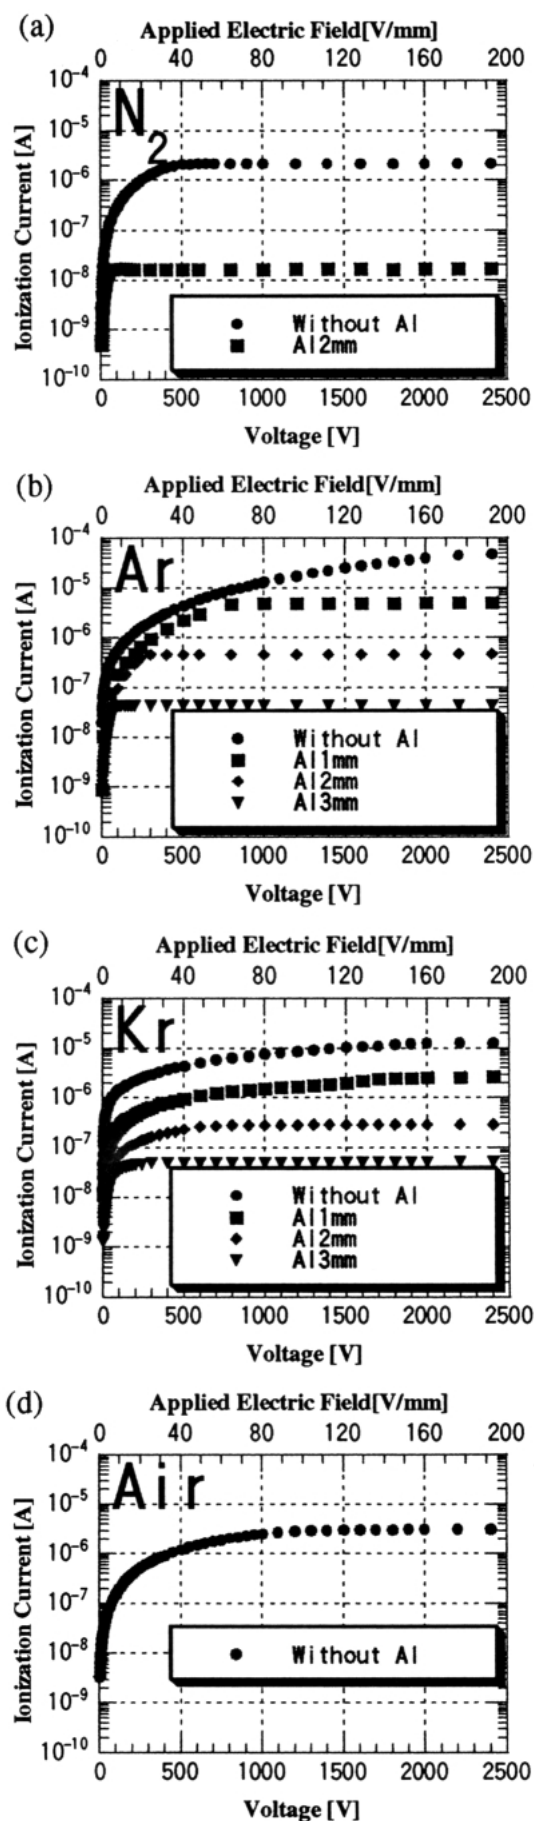 (a)
Applied Electric Field[V/mm]
0 40 80 120 160 200
Ionization Current [A]
10⁻⁴
10⁻⁵
10⁻⁶
10⁻⁷
10⁻⁸
10⁻⁹
10⁻¹⁰
N₂
Without Al
Al2mm
0 500 1000 1500 2000 2500
Voltage [V]
(b)
Applied Electric Field[V/mm]
0 40 80 120 160 200
Ionization Current [A]
10⁻⁴
10⁻⁵
10⁻⁶
10⁻⁷
10⁻⁸
10⁻⁹
10⁻¹⁰
Ar
Without Al
Al1mm
Al2mm
Al3mm
0 500 1000 1500 2000 2500
Voltage [V]
(c)
Applied Electric Field[V/mm]
0 40 80 120 160 200
Ionization Current [A]
10⁻⁴
10⁻⁵
10⁻⁶
10⁻⁷
10⁻⁸
10⁻⁹
10⁻¹⁰
Kr
Without Al
Al1mm
Al2mm
Al3mm
0 500 1000 1500 2000 2500
Voltage [V]
(d)
Applied Electric Field[V/mm]
0 40 80 120 160 200
Ionization Current [A]
10⁻⁴
10⁻⁵
10⁻⁶
10⁻⁷
10⁻⁸
10⁻⁹
10⁻¹⁰
Air
Without Al
0 500 1000 1500 2000 2500
Voltage [V]